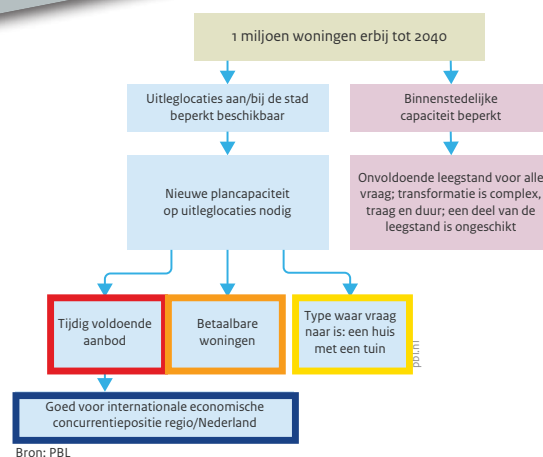 1 miljoen woningen erbij tot 2040
Uitleglocaties aan/bij de stad
beperkt beschikbaar
Binnenstedelijke
capaciteit beperkt
Nieuwe plancapaciteit
op uitleglocaties nodig
Onvoldoende leegstand voor alle
vraag; transformatie is complex,
traag en duur; een deel van de
leegstand is ongeschikt
Tijdig voldoende
aanbod
Betaalbare
woningen
Type waar vraag
naar is: een huis
met een tuin
pbl.nl
Goed voor internationale economische
concurrentiepositie regio/Nederland
Bron: PBL